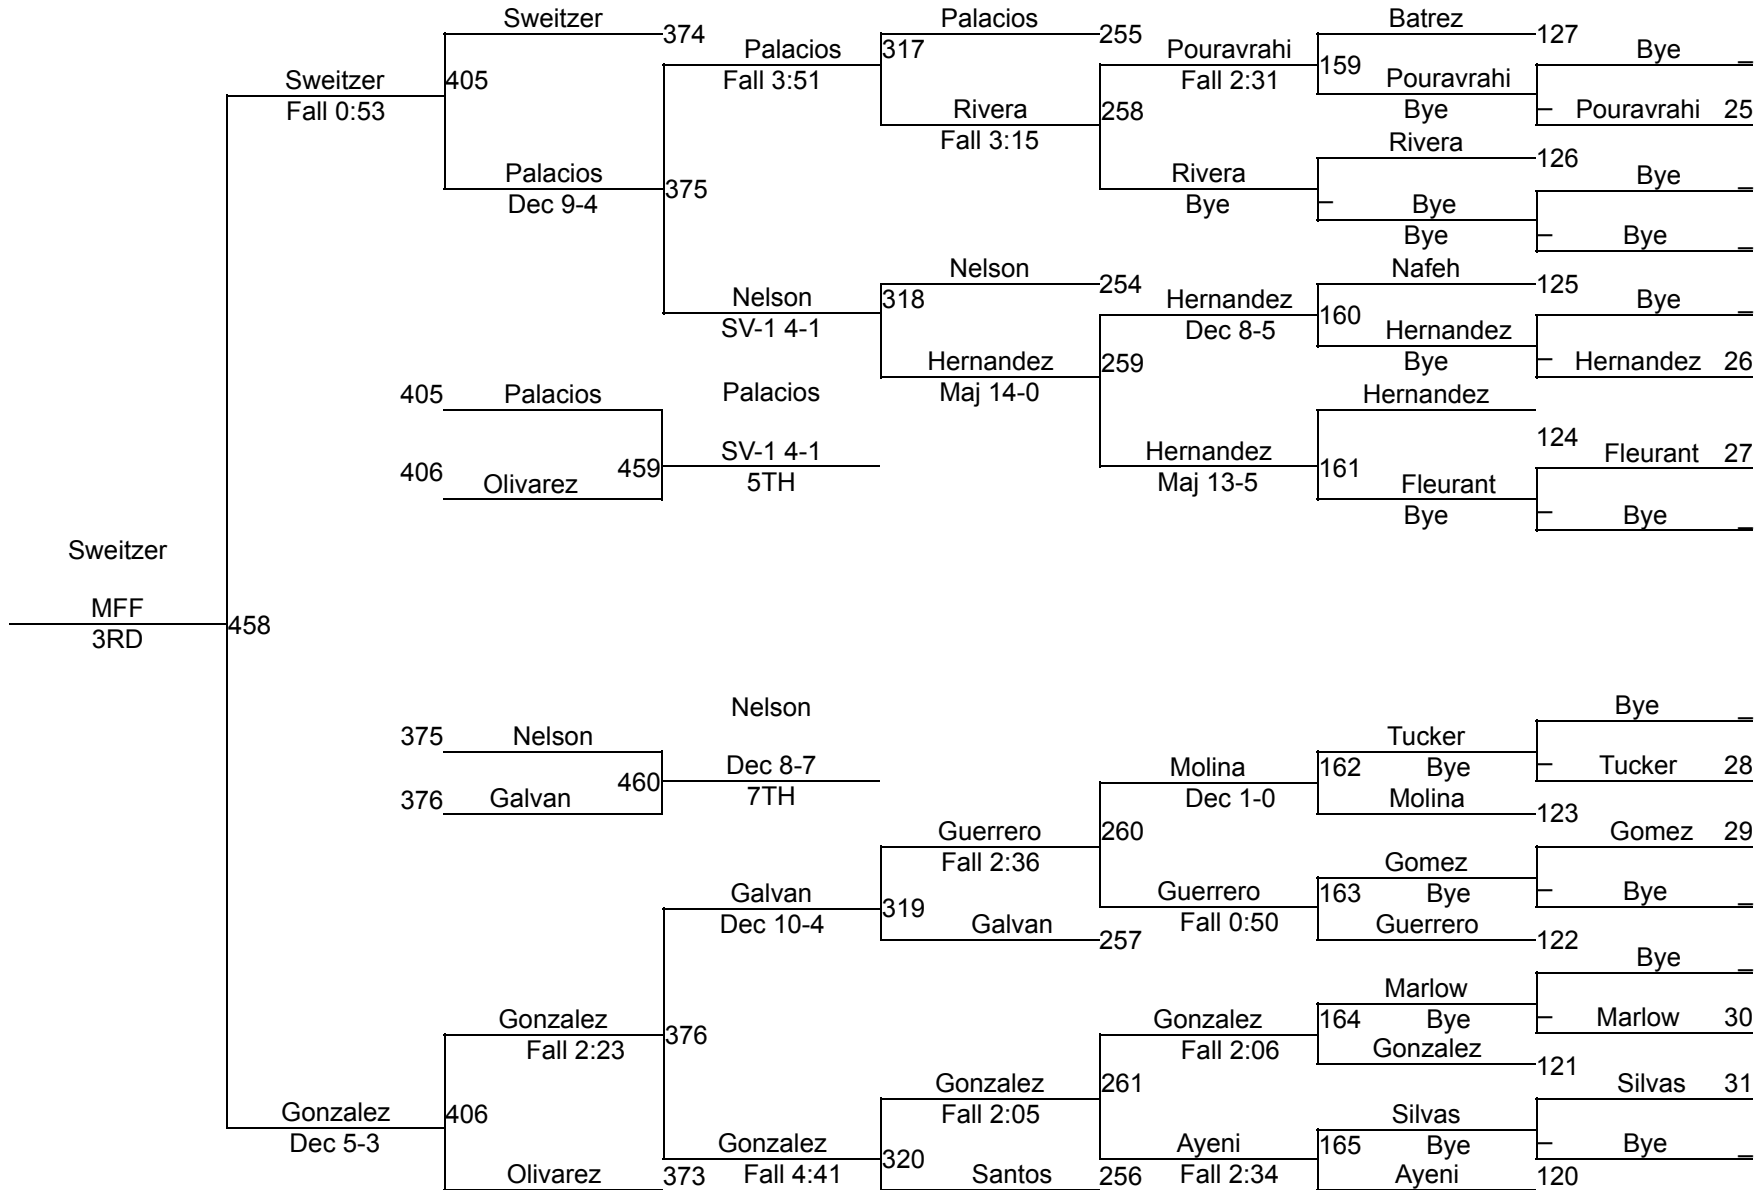 Sweitzer Palacios Batrez
374 255 127
Palacios 317 Pouravrahi Bye _
Sweitzer 405 Fall 3:51 Fall 2:31 159 Pouravrahi
Fall 0:53 Rivera 258 Bye – Pouravrahi 25
Fall 3:15 Rivera
126
Palacios 375 Rivera Bye _
Dec 9-4 Bye – Bye
Bye – Bye _
Nelson Nafeh
254 125
Nelson 318 Hernandez Bye _
SV-1 4-1 Dec 8-5 160 Hernandez
Hernandez 259 Bye – Hernandez 26
405 Palacios Palacios Maj 14-0 Hernandez
124
SV-1 4-1 Hernandez Fleurant 27
406 Olivarez 459 5TH Maj 13-5 161 Fleurant
Bye – Bye _
Sweitzer
MFF
458
3RD
Nelson Bye _
375 Nelson Tucker
Dec 8-7 Molina 162 Bye – Tucker 28
376 Galvan 460 7TH Dec 1-0 Molina
123
Guerrero 260 Gomez 29
Fall 2:36 Gomez
Galvan 319 Guerrero 163 Bye – Bye _
Dec 10-4 Galvan 257 Fall 0:50 Guerrero
122
Bye _
Marlow
Gonzalez 376 Gonzalez 164 Bye – Marlow 30
Fall 2:23 Fall 2:06 Gonzalez
121
Gonzalez 261 Silvas 31
Gonzalez 406 Fall 2:05 Silvas
Dec 5-3 Gonzalez 320 Ayeni 165 Bye – Bye _
Olivarez 373 Fall 4:41 Santos 256 Fall 2:34 Ayeni 120